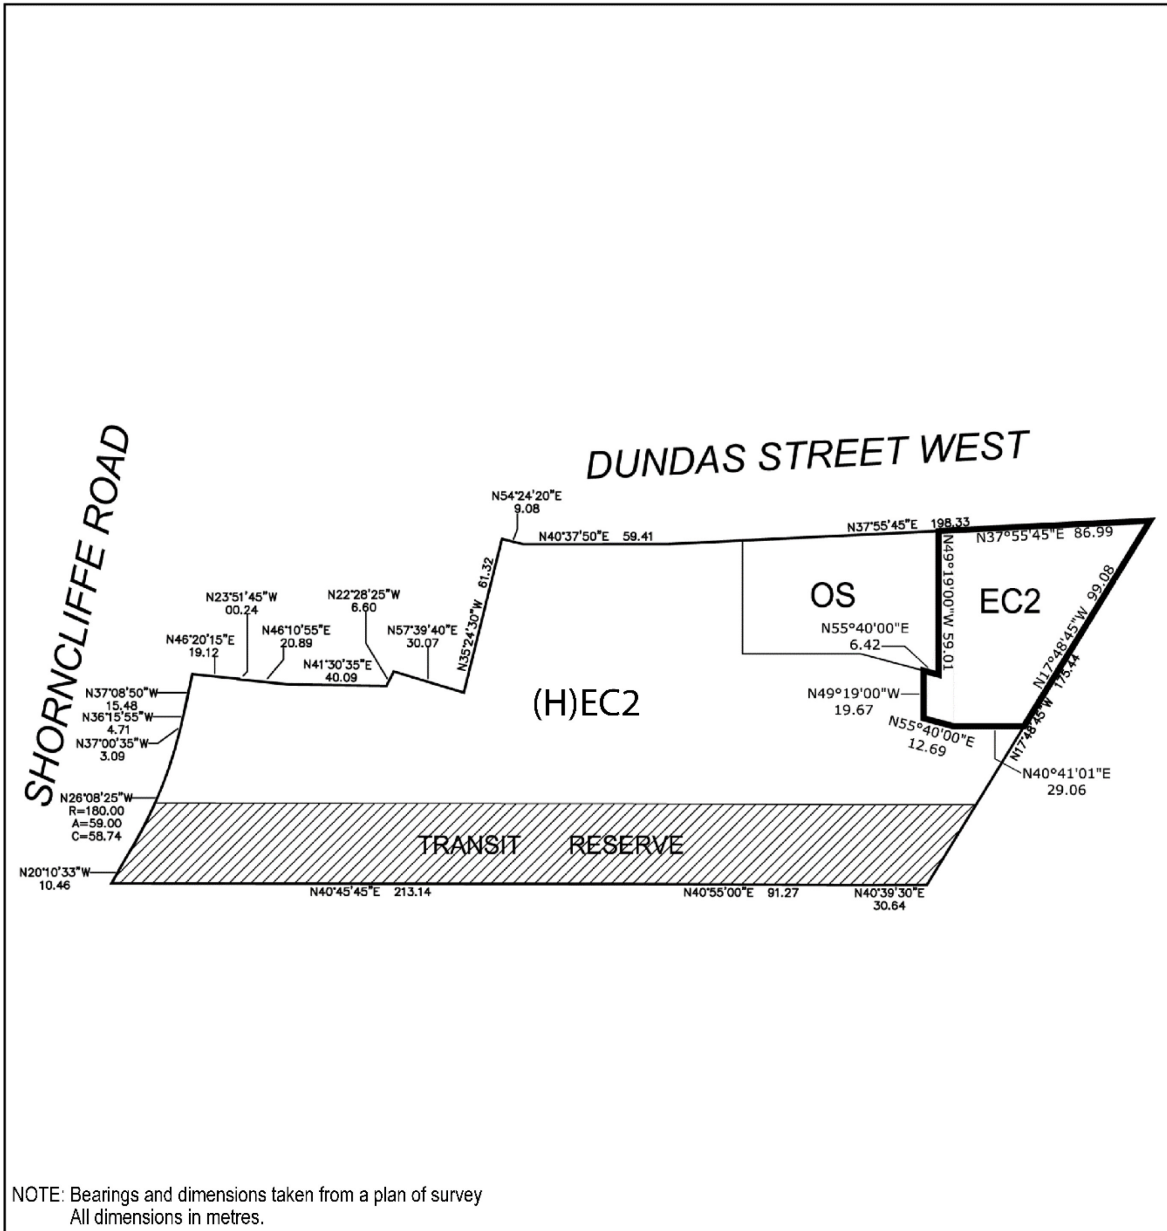 SHORNCLIFFE ROAD
DUNDAS STREET WEST
N54°24'20"E
9.08
N40°37'50"E 59.41
N37°55'45"E 198.33
N37°55'45"E 86.99
N35°24'30"W 61.32
N49°19'00"W 59.01
OS
EC2
N17°48'45"W 99.08
N17°48'45"W 175.44
N23°51'45"W
00.24
N22°28'25"W
6.60
N46°20'15"E
19.12
N46°10'55"E
20.89
N57°39'40"E
30.07
N41°30'35"E
40.09
N55°40'00"E
6.42
N49°19'00"W
19.67
N55°40'00"E
12.69
N40°41'01"E
29.06
N37°08'50"W
15.48
N36°15'55"W
4.71
N37°00'35"W
3.09
(H)EC2
N26°08'25"W
R=180.00
A=59.00
C=58.74
TRANSIT RESERVE
N20°10'33"W
10.46
N40°45'45"E 213.14
N40°55'00"E 91.27
N40°39'30"E
30.64
NOTE: Bearings and dimensions taken from a plan of survey
All dimensions in metres.